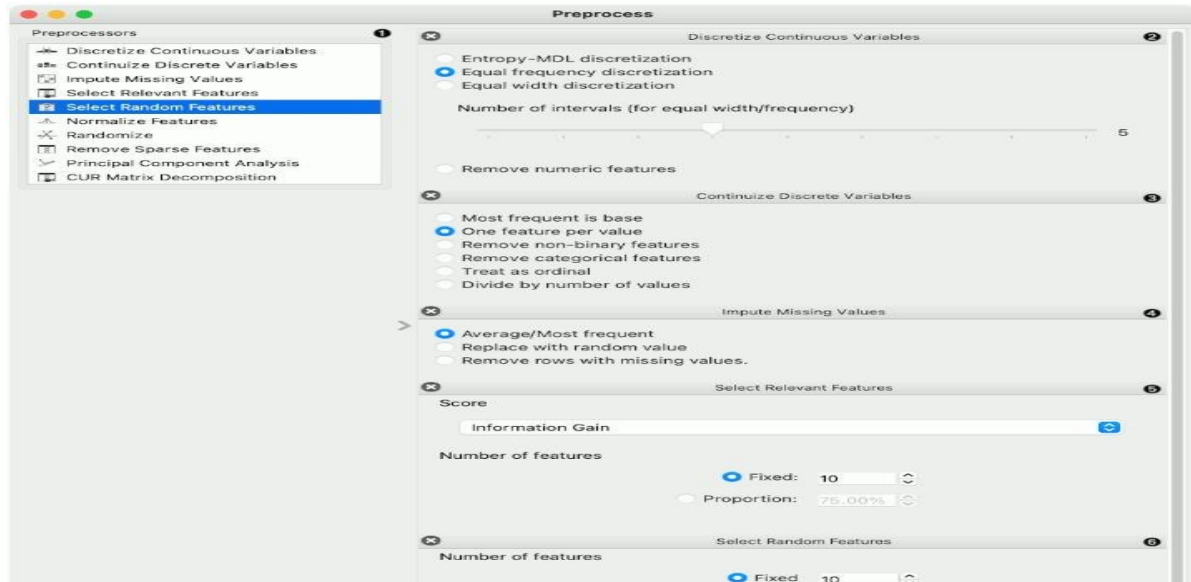 Preprocess
Preprocessors 1
Discretize Continuous Variables
Continuize Discrete Variables
Impute Missing Values
Select Relevant Features
Select Random Features
Normalize Features
Randomize
Remove Sparse Features
Principal Component Analysis
CUR Matrix Decomposition
Discretize Continuous Variables 2
Entropy-MDL discretization
Equal frequency discretization
Equal width discretization
Number of intervals (for equal width/frequency)
5
Remove numeric features
Continuize Discrete Variables 3
Most frequent is base
One feature per value
Remove non-binary features
Remove categorical features
Treat as ordinal
Divide by number of values
Impute Missing Values 4
Average/Most frequent
Replace with random value
Remove rows with missing values.
Select Relevant Features 5
Score
Information Gain
Number of features
Fixed: 10
Proportion: 75.00%
Select Random Features 6
Number of features
Fixed 10